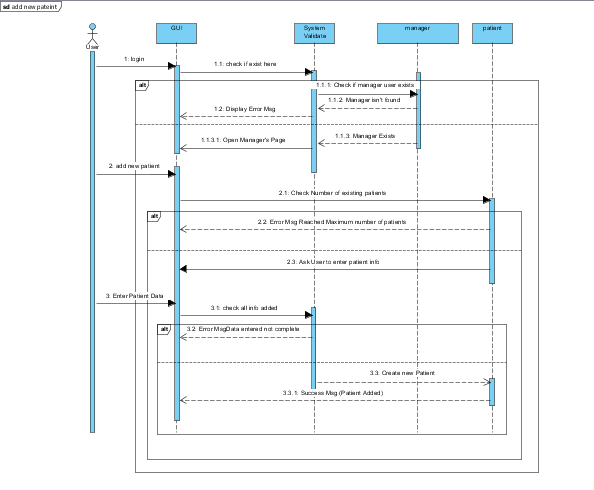 sd add new pateint
User
GUI
System
Validate
manager
patient
1: login
1.1: check if exist here
alt
1.1.1: Check if manager user exists
1.1.2: Manager isn't found
1.2: Display Error Msg
1.1.3: Manager Exists
1.1.3.1: Open Manager's Page
2: add new patient
2.1: Check Number of existing patients
alt
2.2: Error Msg Reached Maximum number of patients
2.3: Ask User to enter patient info
3: Enter Patient Data
3.1: check all info added
alt
3.2: Error MsgData entered not complete
3.3: Create new Patient
3.3.1: Success Msg (Patient Added)